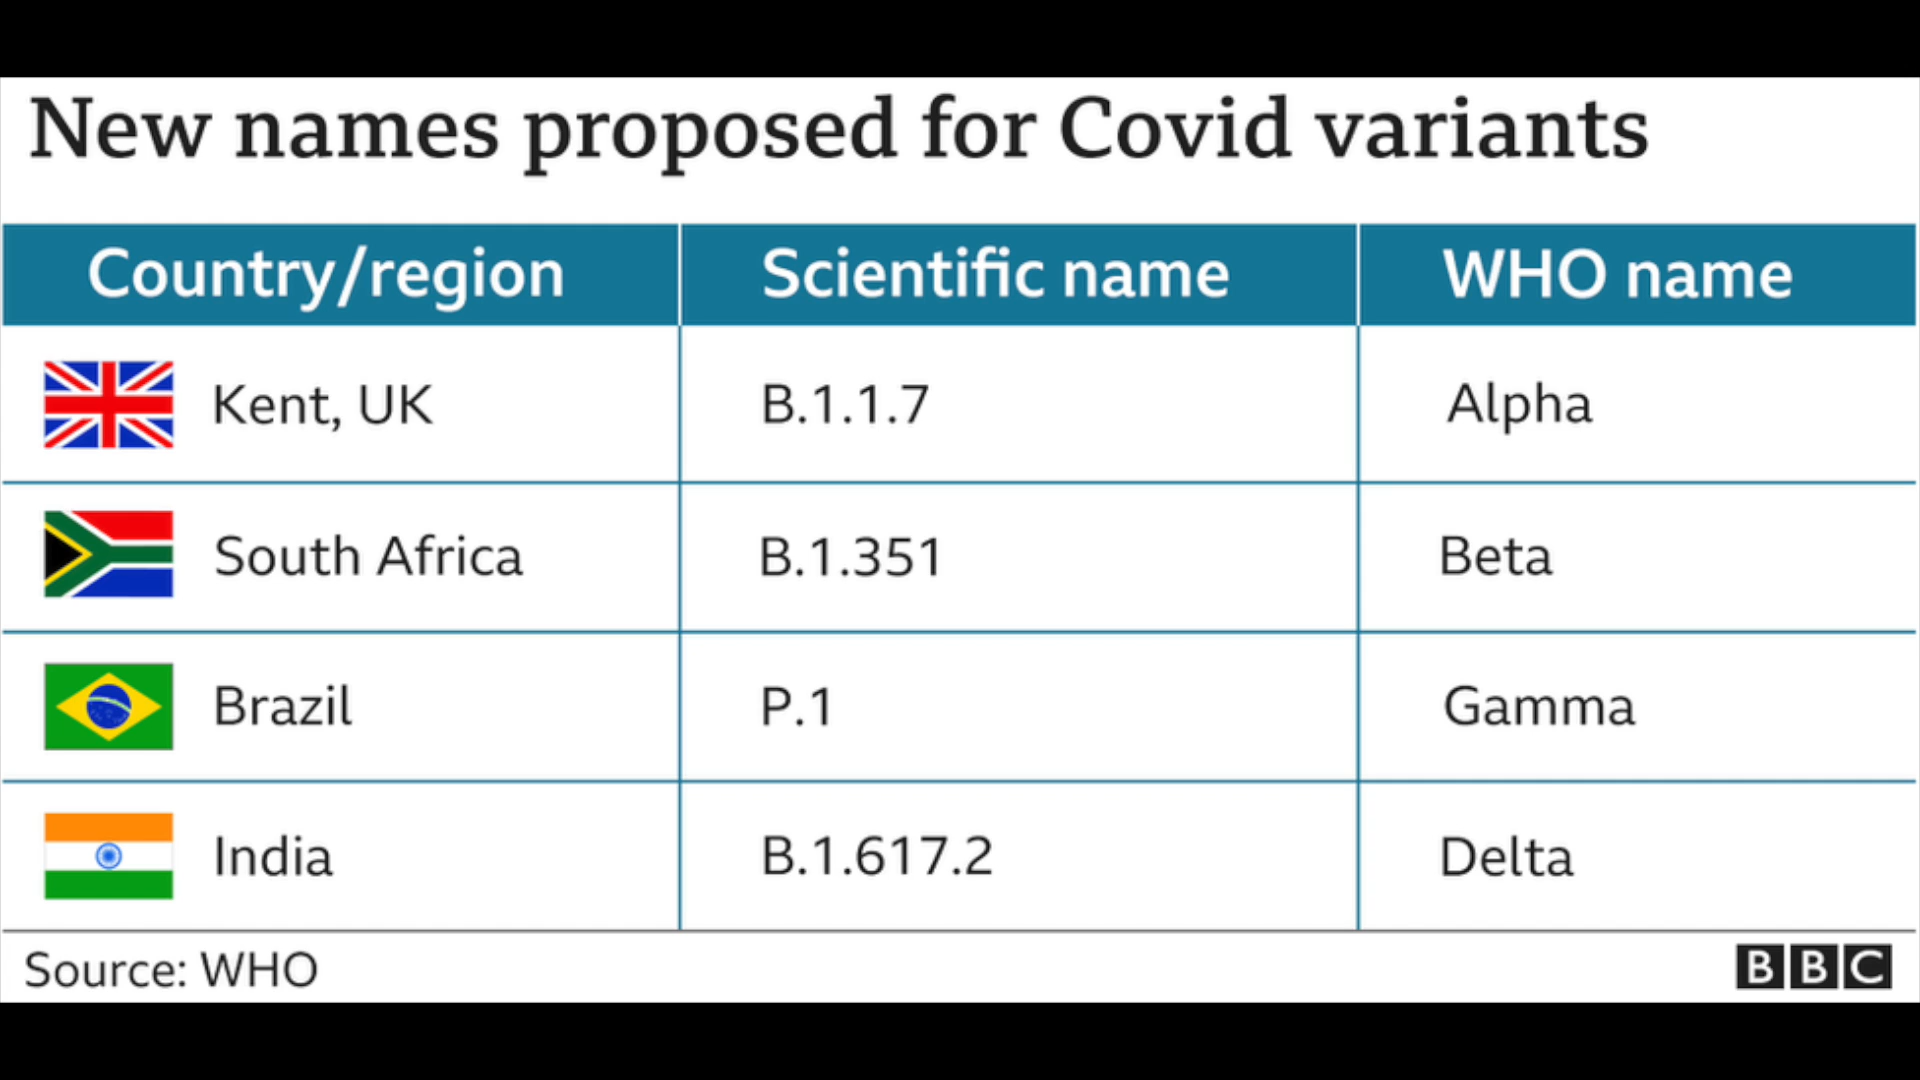 New names proposed for Covid variants
Country/region Scientific name WHO name
Kent, UK B.1.1.7 Alpha
South Africa B.1.351 Beta
Brazil P.1 Gamma
India B.1.617.2 Delta
Source: WHO BBC